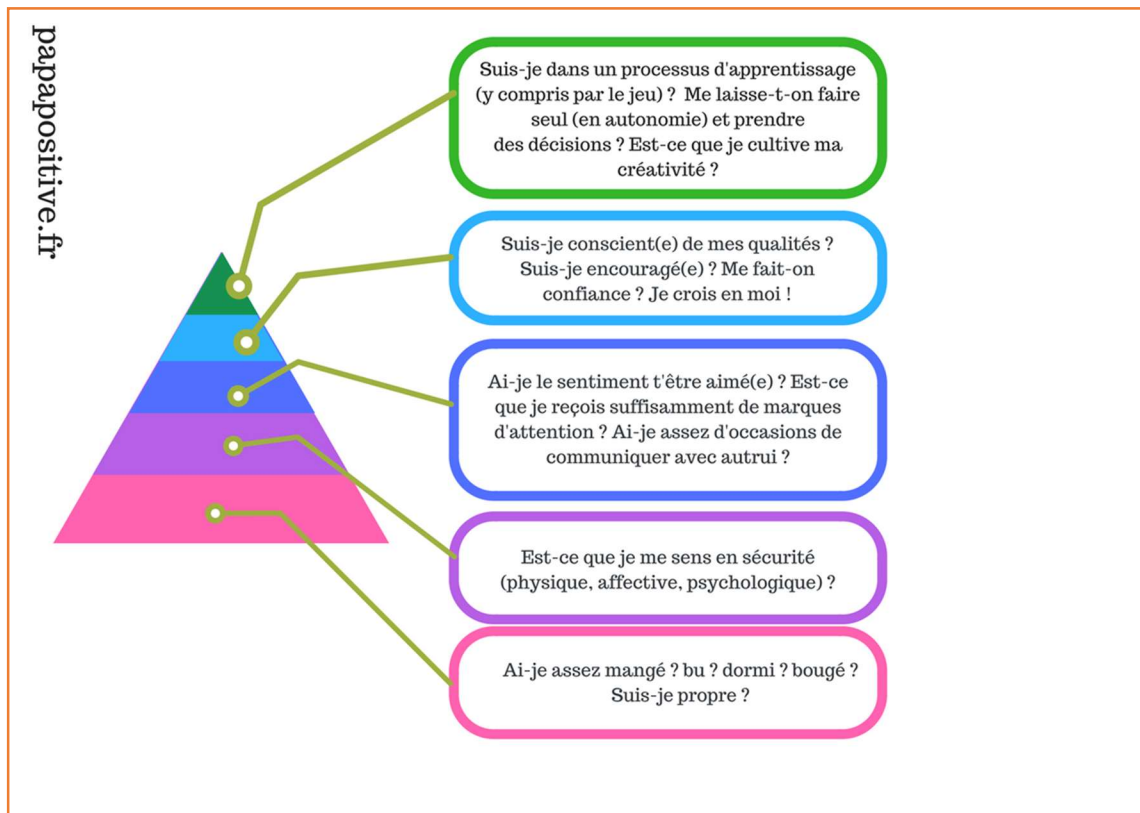 papapositive.fr
Suis-je dans un processus d'apprentissage
(y compris par le jeu) ? Me laisse-t-on faire
seul (en autonomie) et prendre
des décisions ? Est-ce que je cultive ma
créativité ?
Suis-je conscient(e) de mes qualités ?
Suis-je encouragé(e) ? Me fait-on
confiance ? Je crois en moi !
Ai-je le sentiment t'être aimé(e) ? Est-ce
que je reçois suffisamment de marques
d'attention ? Ai-je assez d'occasions de
communiquer avec autrui ?
Est-ce que je me sens en sécurité
(physique, affective, psychologique) ?
Ai-je assez mangé ? bu ? dormi ? bougé ?
Suis-je propre ?